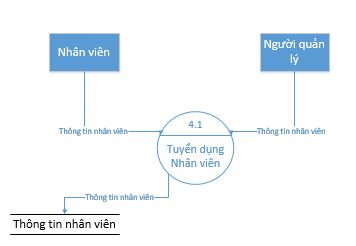 Nhân viên
Người quản
lý
4.1
Thông tin nhân viên
Thông tin nhân viên
Tuyển dụng
Nhân viên
Thông tin nhân viên
Thông tin nhân viên